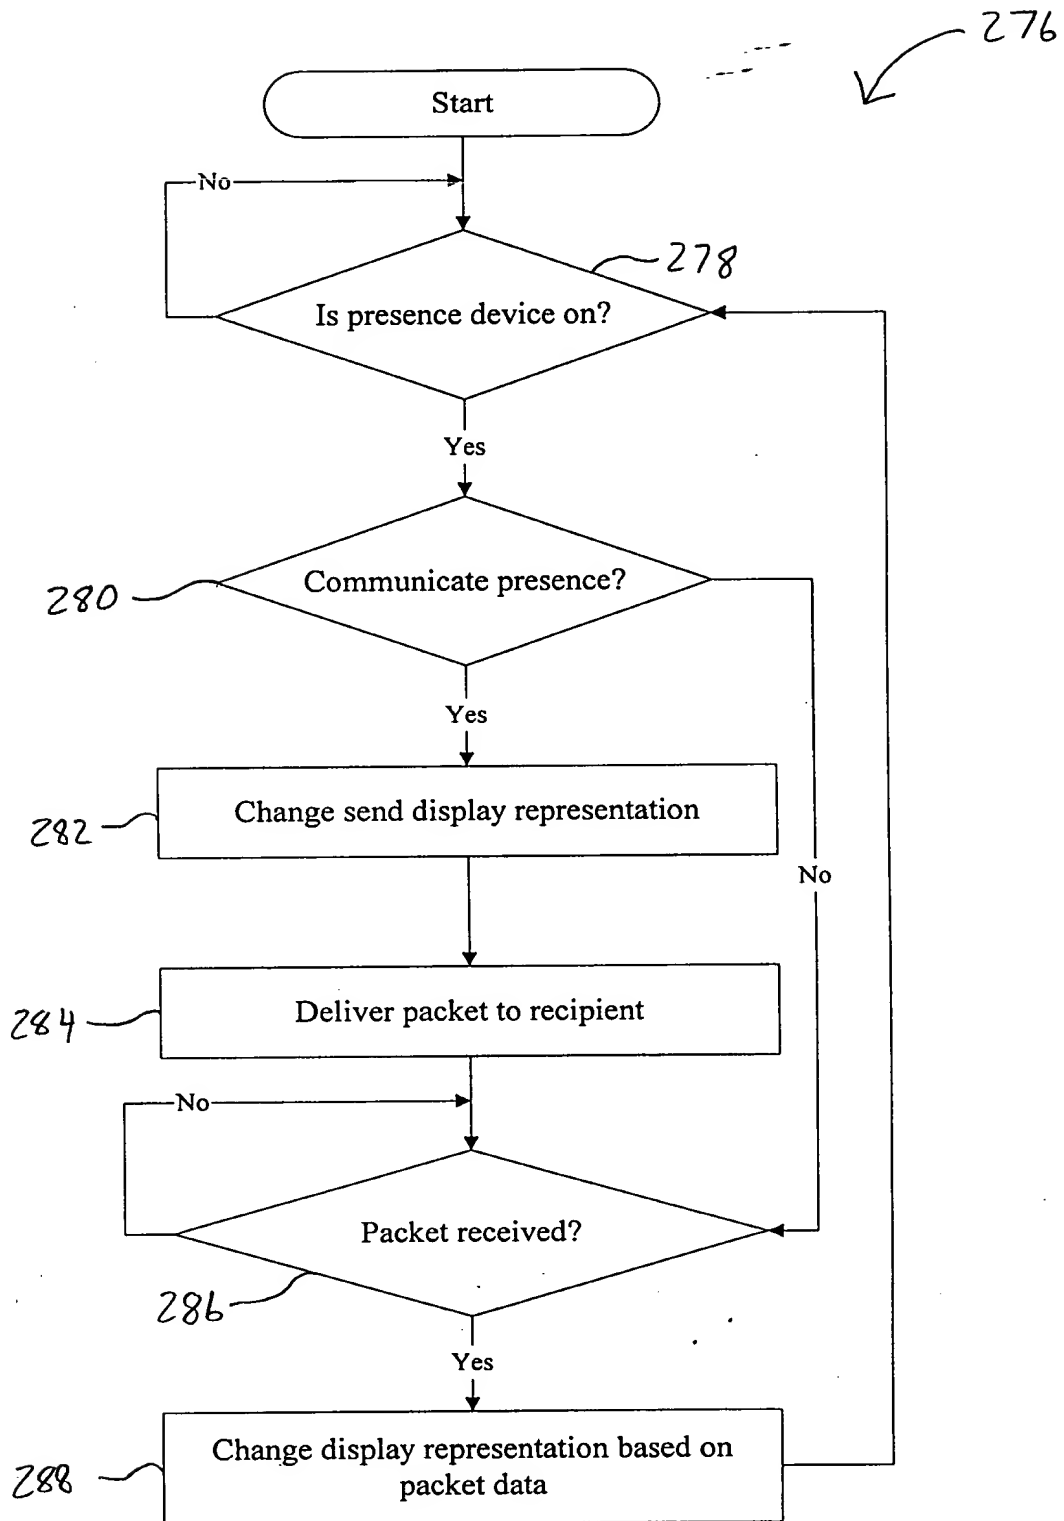 276
Start
No
278
Is presence device on?
Yes
280
Communicate presence?
Yes
282
Change send display representation
No
284
Deliver packet to recipient
No
Packet received?
286
Yes
288
Change display representation based on
packet data